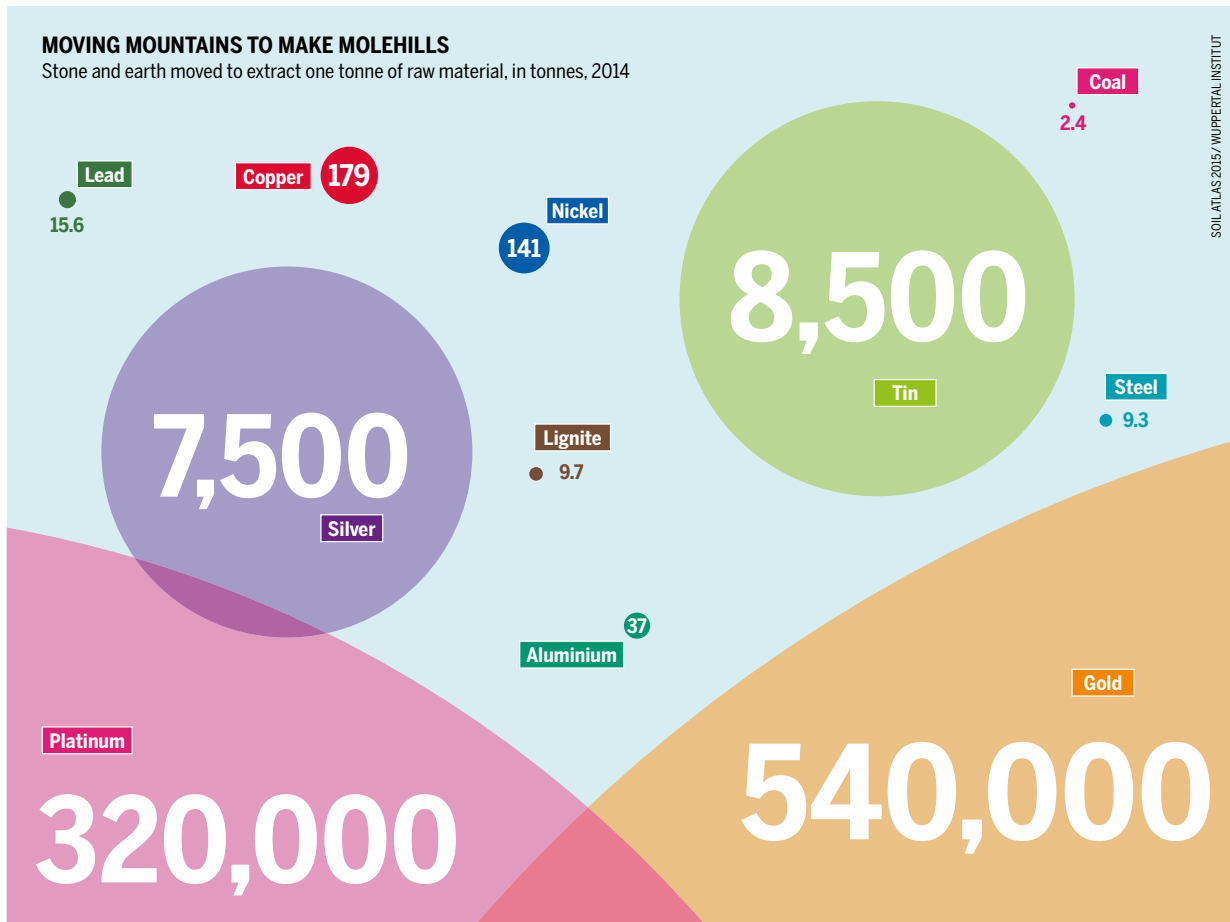 MOVING MOUNTAINS TO MAKE MOLEHILLS
Stone and earth moved to extract one tonne of raw material, in tonnes, 2014
SOIL ATLAS 2015 / WUPPERTAL INSTITUT
Coal
2.4
Lead
15.6
Copper
179
Nickel
141
8,500
Tin
Steel
9.3
7,500
Silver
Lignite
9.7
37
Aluminium
Gold
540,000
Platinum
320,000